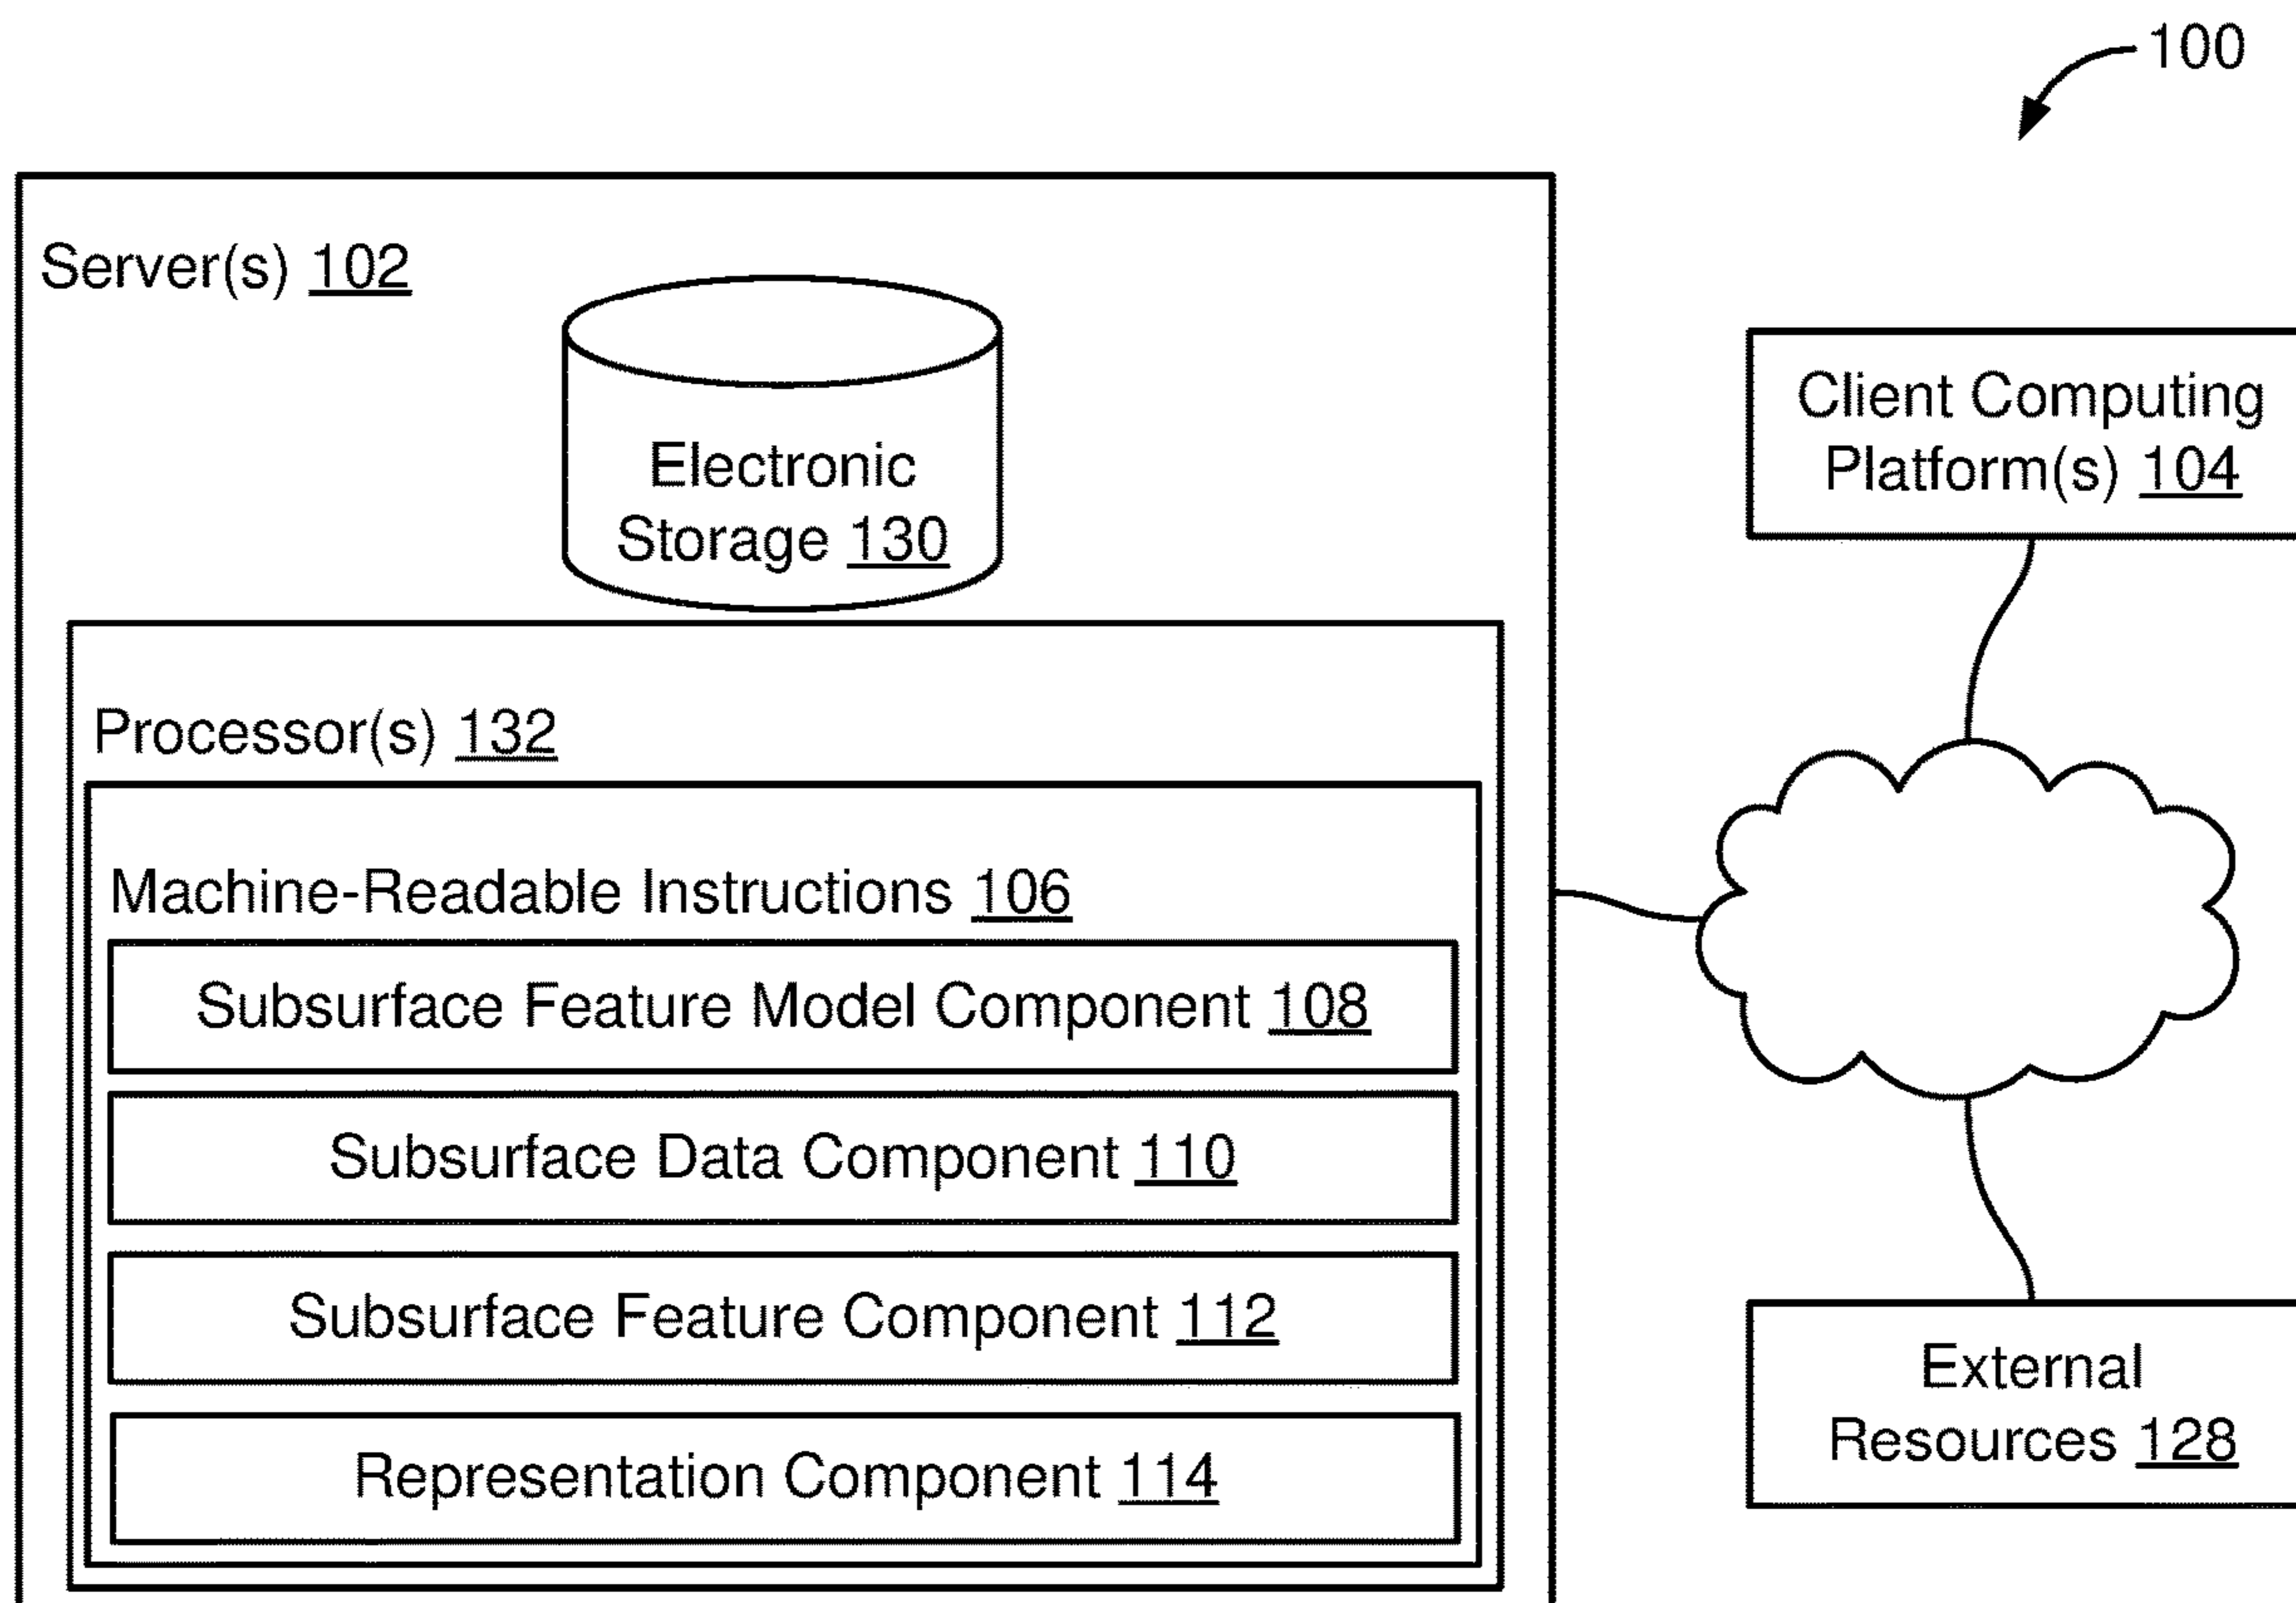 100
Server(s) 102
Electronic
Storage 130
Client Computing
Platform(s) 104
Processor(s) 132
Machine-Readable Instructions 106
Subsurface Feature Model Component 108
Subsurface Data Component 110
Subsurface Feature Component 112
Representation Component 114
External
Resources 128